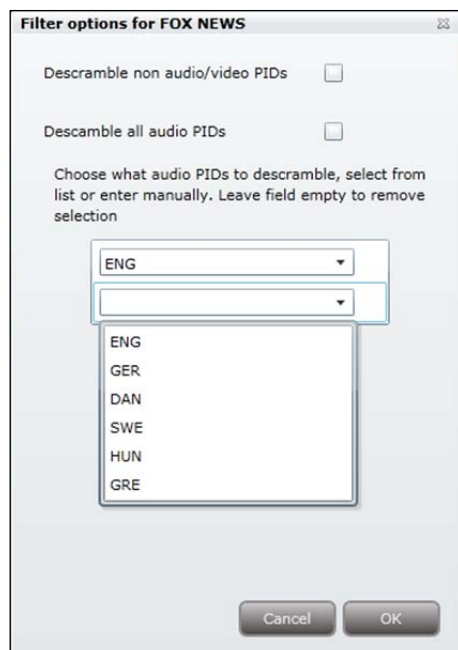 Filter options for FOX NEWS
Descramble non audio/video PIDs
Descamble all audio PIDs
Choose what audio PIDs to descramble, select from
list or enter manually. Leave field empty to remove
selection
ENG
ENG
GER
DAN
SWE
HUN
GRE
Cancel OK